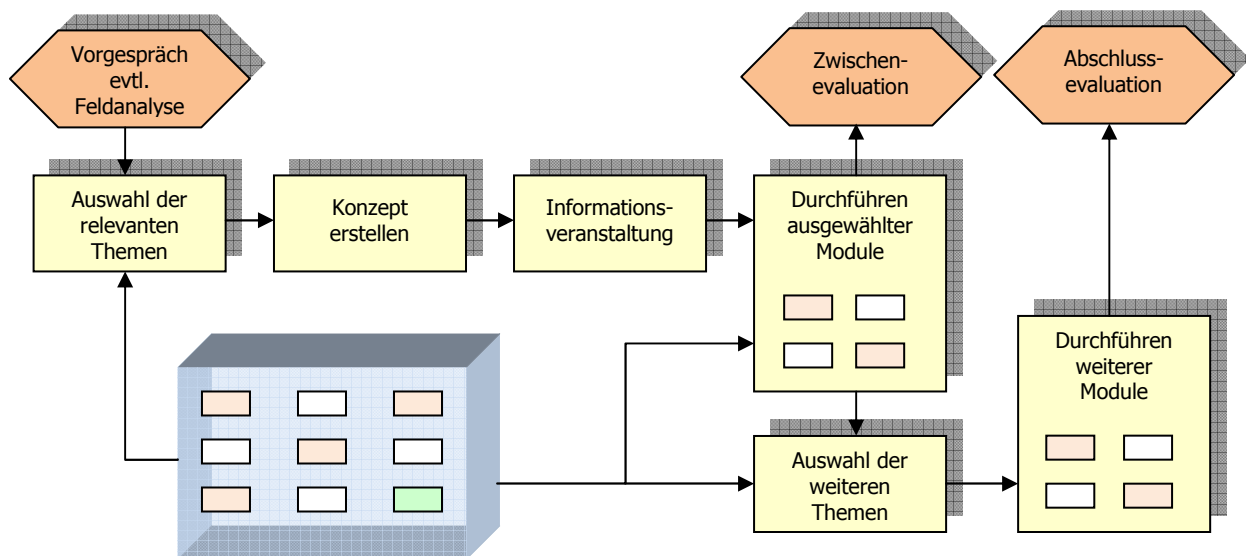 Vorgespräch
evtl.
Feldanalyse
Zwischen-
evaluation
Abschluss-
evaluation
Auswahl der
relevanten
Themen
Konzept
erstellen
Informations-
veranstaltung
Durchführen
ausgewählter
Module
Durchführen
weiterer
Module
Auswahl der
weiteren
Themen